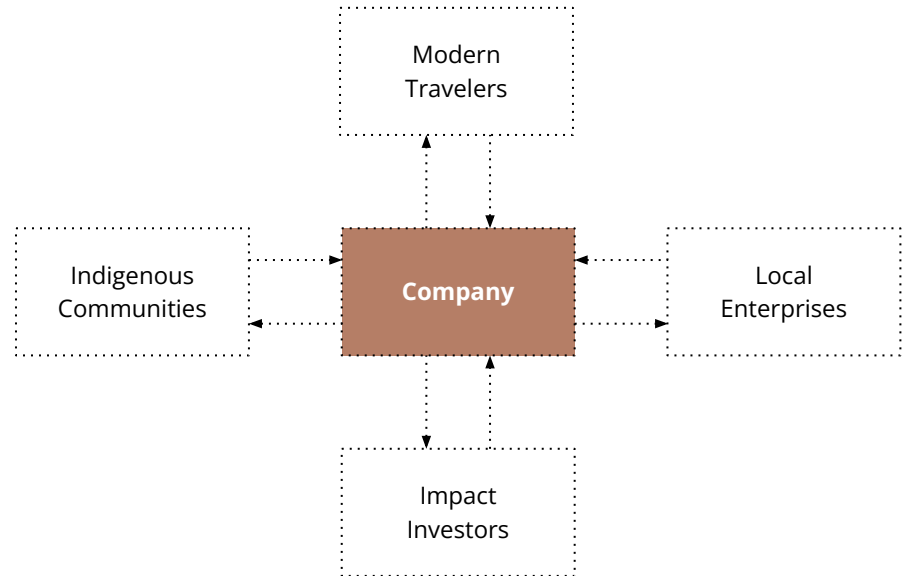 Modern
Travelers
Indigenous
Communities
Company
Local
Enterprises
Impact
Investors